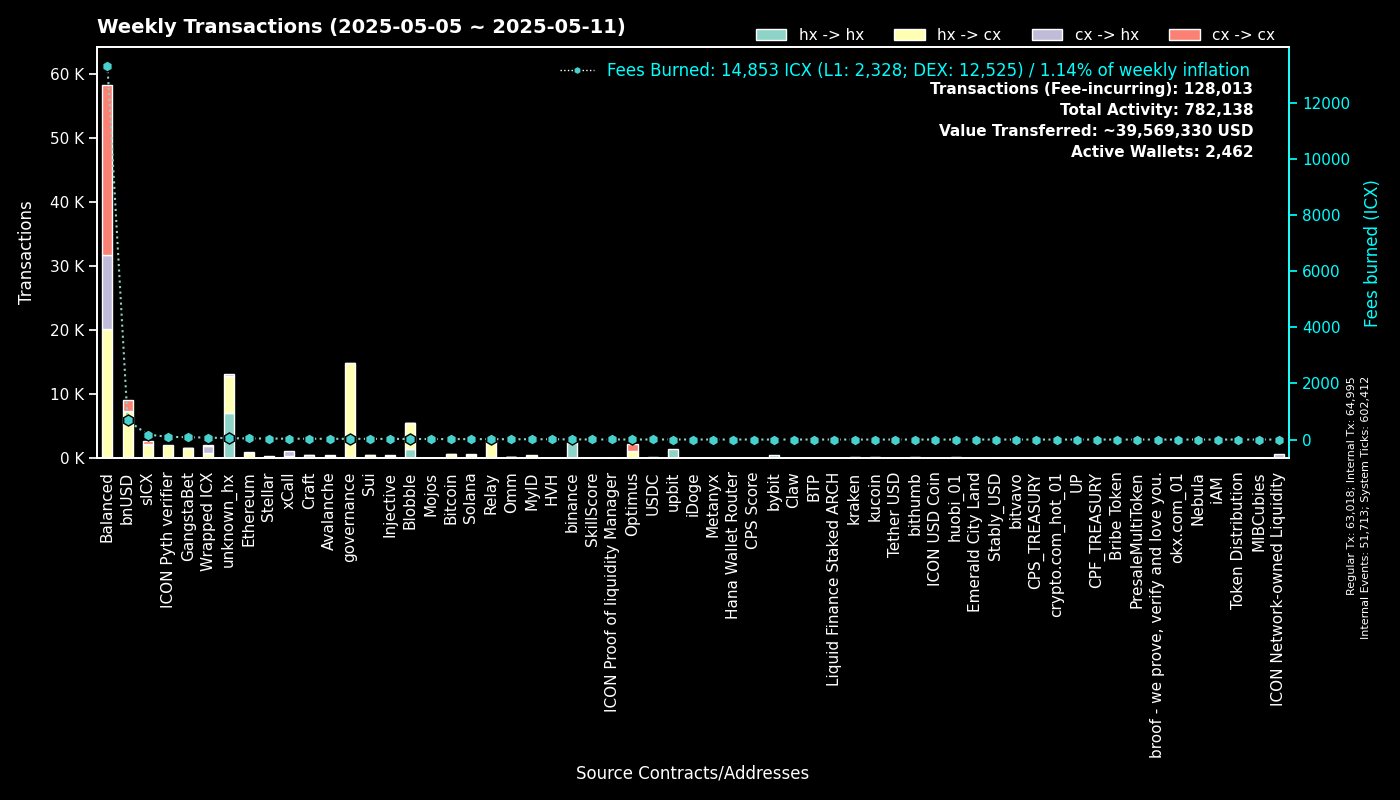 Weekly Transactions (2025-05-05 ~ 2025-05-11)
hx -> hx
hx -> cx
cx -> hx
cx -> cx
Fees Burned: 14,853 ICX (L1: 2,328; DEX: 12,525) / 1.14% of weekly inflation
Transactions (Fee-incurring): 128,013
Total Activity: 782,138
Value Transferred: ~39,569,330 USD
Active Wallets: 2,462
Transactions
60 K
50 K
40 K
30 K
20 K
10 K
0 K
12000
10000
8000
6000
4000
2000
0
Fees burned (ICX)
Regular Tx: 63,018; Internal Tx: 64,995
Internal Events: 51,713; System Ticks: 602,412
Balanced
bnUSD
sICX
ICON Pyth verifier
GangstaBet
Wrapped ICX
unknown_hx
Ethereum
Stellar
xCall
Craft
Avalanche
governance
Sui
Injective
Blobble
Mojos
Bitcoin
Solana
Relay
Omm
MyID
HVH
binance
SkillScore
ICON Proof of liquidity Manager
Optimus
USDC
upbit
iDoge
Metanyx
Hana Wallet Router
CPS Score
bybit
Claw
BTP
Liquid Finance Staked ARCH
kraken
kucoin
Tether USD
bithumb
ICON USD Coin
huobi_01
Emerald City Land
Stably_USD
bitvavo
CPS_TREASURY
crypto.com_hot_01
_UP
CPF_TREASURY
Bribe Token
PresaleMultiToken
broof - we prove, verify and love you.
okx.com_01
Nebula
iAM
Token Distribution
MIBCubies
ICON Network-owned Liquidity
Source Contracts/Addresses